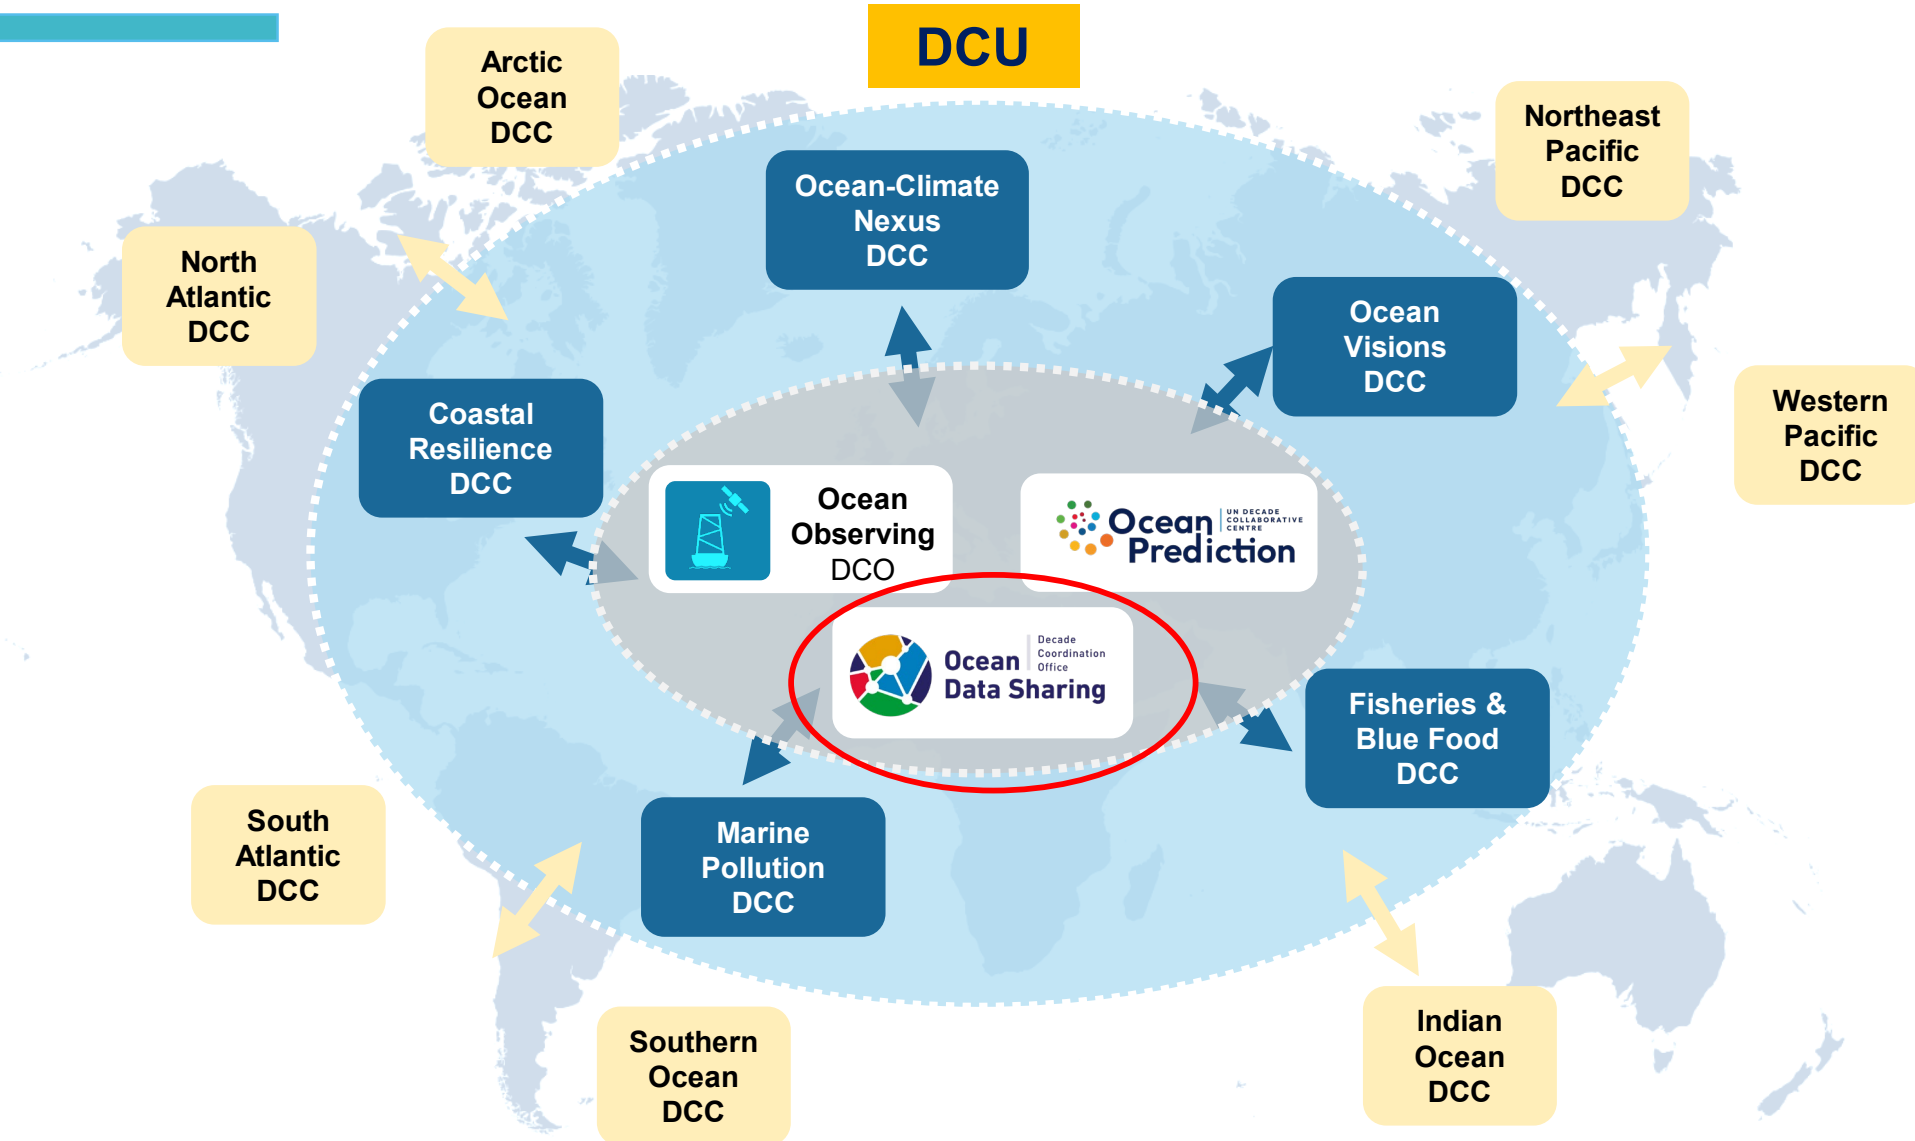 DCU
Arctic
Ocean
DCC
Northeast
Pacific
DCC
Ocean-Climate
Nexus
DCC
North
Atlantic
DCC
Ocean
Visions
DCC
Western
Pacific
DCC
Coastal
Resilience
DCC
Ocean
Observing
DCO
Ocean
Prediction
UN DECADE
COLLABORATIVE
CENTRE
Ocean
Data Sharing
Decade
Coordination
Office
Fisheries &
Blue Food
DCC
South
Atlantic
DCC
Marine
Pollution
DCC
Southern
Ocean
DCC
Indian
Ocean
DCC